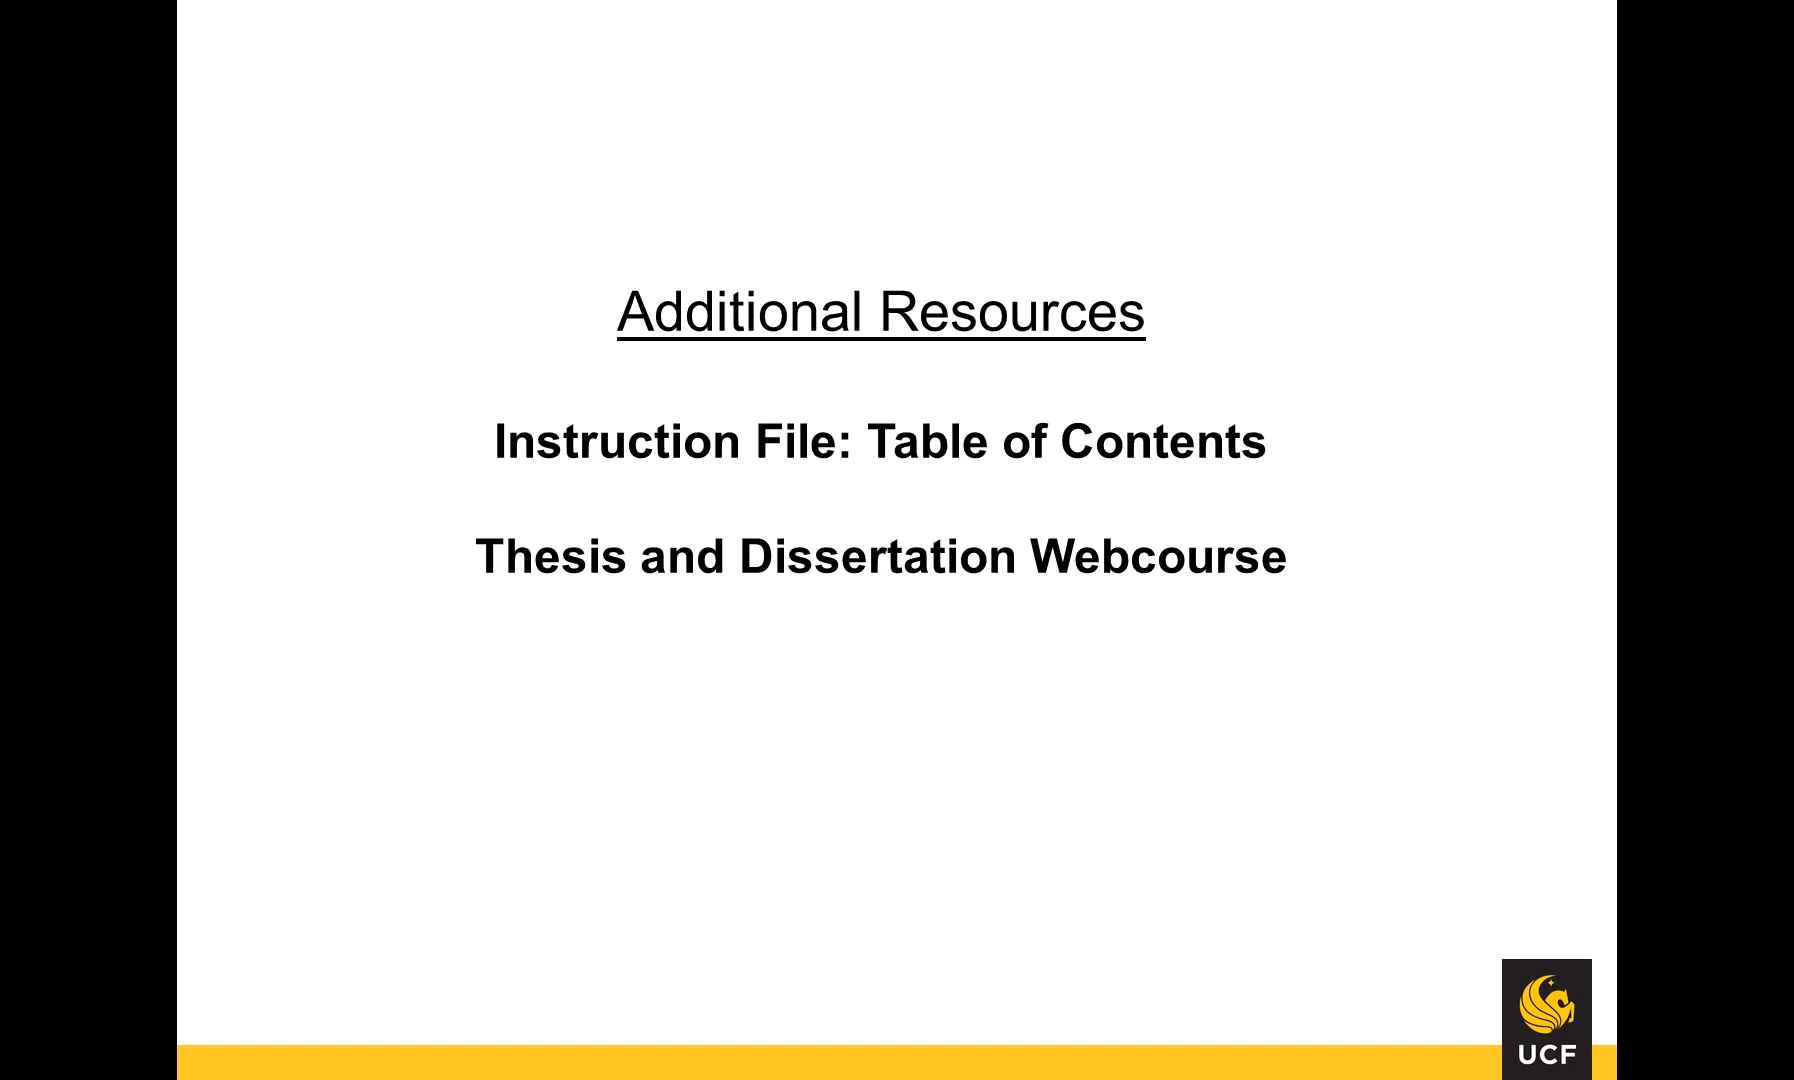 Additional Resources
Instruction File: Table of Contents
Thesis and Dissertation Webcourse
UCF